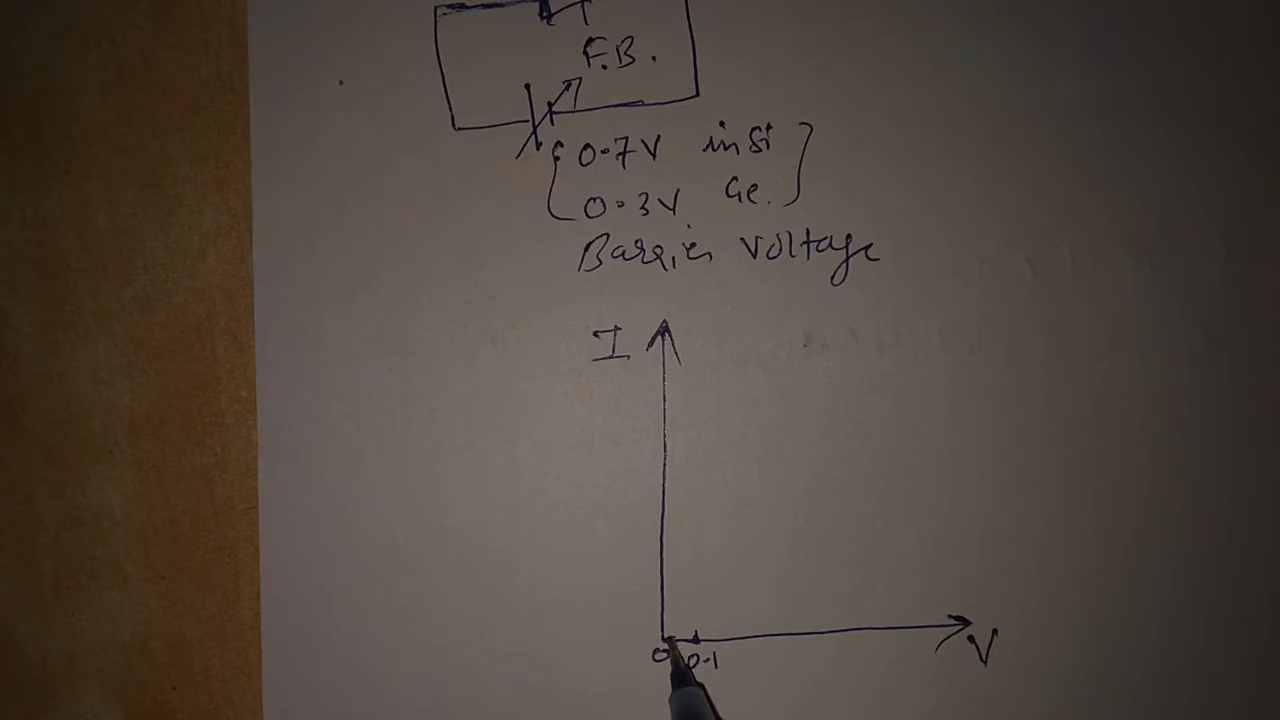 F.B.
0.7V in Si
0.3V Ge.
Barrier Voltage
I
V
0 0.1